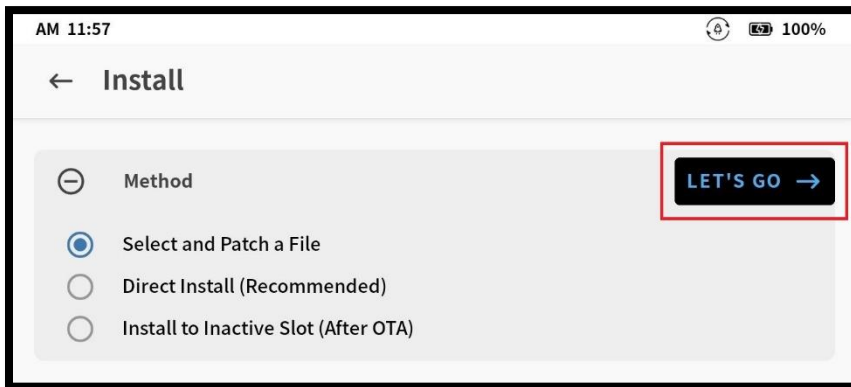 AM 11:57 100%
← Install
Method LET'S GO →
Select and Patch a File
Direct Install (Recommended)
Install to Inactive Slot (After OTA)